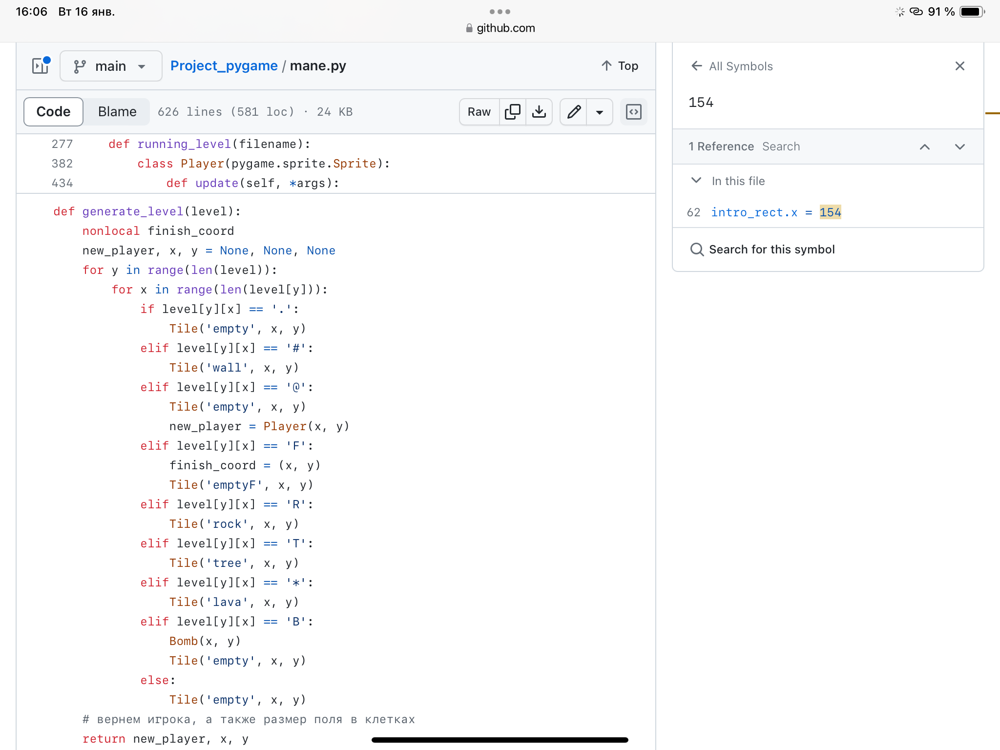 16:06 Вт 16 янв.
91 %
github.com
main Project_pygame / mane.py Top
Code Blame 626 lines (581 loc) · 24 KB Raw
277 def running_level(filename):
382 class Player(pygame.sprite.Sprite):
434 def update(self, *args):
def generate_level(level):
nonlocal finish_coord
new_player, x, y = None, None, None
for y in range(len(level)):
for x in range(len(level[y])):
if level[y][x] == '.':
Tile('empty', x, y)
elif level[y][x] == '#':
Tile('wall', x, y)
elif level[y][x] == '@':
Tile('empty', x, y)
new_player = Player(x, y)
elif level[y][x] == 'F':
finish_coord = (x, y)
Tile('emptyF', x, y)
elif level[y][x] == 'R':
Tile('rock', x, y)
elif level[y][x] == 'T':
Tile('tree', x, y)
elif level[y][x] == '*':
Tile('lava', x, y)
elif level[y][x] == 'B':
Bomb(x, y)
Tile('empty', x, y)
else:
Tile('empty', x, y)
# вернем игрока, а также размер поля в клетках
return new_player, x, y
All Symbols
154
1 Reference Search
In this file
62 intro_rect.x = 154
Search for this symbol